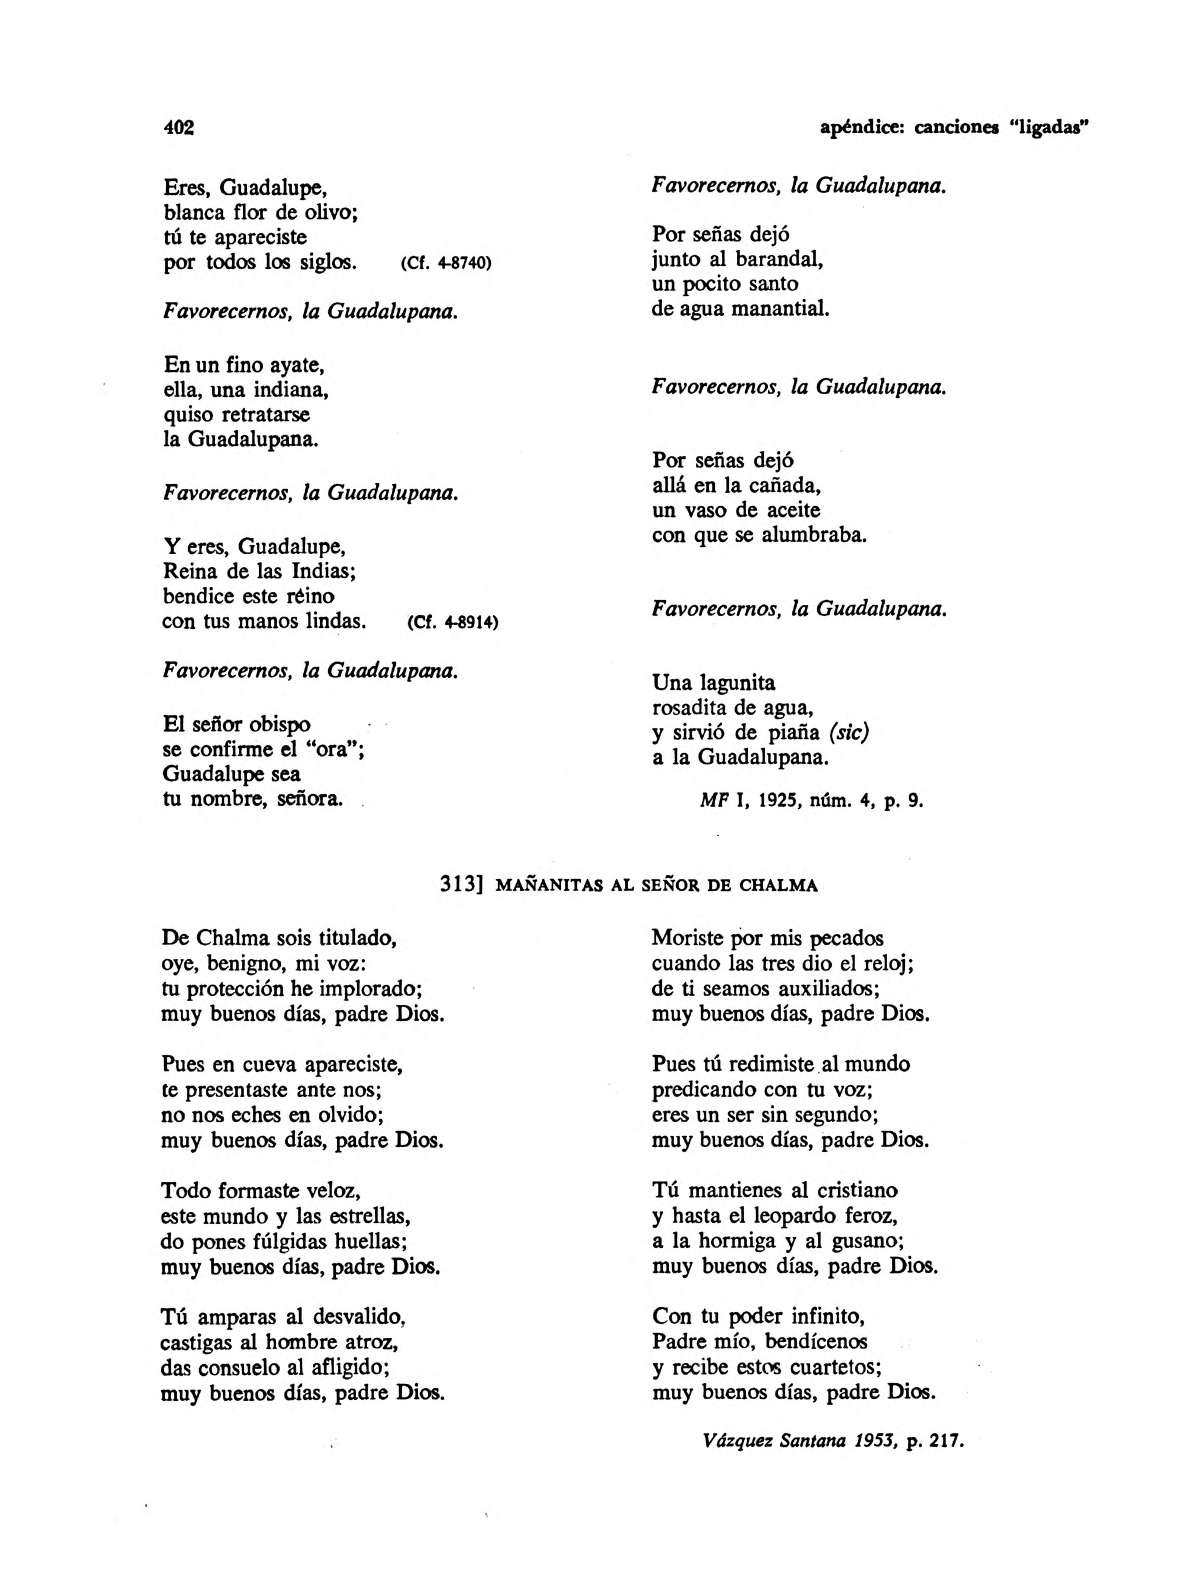 402
apéndice: canciones “ligadas”
Eres, Guadalupe,
blanca flor de olivo;
tú te apareciste
por todos los siglos. (Cf. 4-8740)
Favorecernos, la Guadalupana.
En un fino ayate,
ella, una indiana,
quiso retratarse
la Guadalupana.
Favorecernos, la Guadalupana.
Y eres, Guadalupe,
Reina de las Indias;
bendice este reino
con tus manos lindas. (Cf. 4-8914)
Favorecernos, la Guadalupana.
El señor obispo
se confirme el “ora”;
Guadalupe sea
tu nombre, señora.
Favorecernos, la Guadalupana.
Por señas dejó
junto al barandal,
un pocito santo
de agua manantial.
Favorecernos, la Guadalupana.
Por señas dejó
allá en la cañada,
un vaso de aceite
con que se alumbraba.
Favorecernos, la Guadalupana.
Una lagunita
rosadita de agua,
y sirvió de piaña (sic)
a la Guadalupana.
MF I, 1925, núm. 4, p. 9.
313] MAÑANITAS AL SEÑOR DE CHALMA
De Chalma sois titulado,
oye, benigno, mi voz:
tu protección he implorado;
muy buenos días, padre Dios.
Pues en cueva apareciste,
te presentaste ante nos;
no nos eches en olvido;
muy buenos días, padre Dios.
Todo formaste veloz,
este mundo y las estrellas,
do pones fúlgidas huellas;
muy buenos días, padre Dios.
Tú amparas al desvalido,
castigas al hombre atroz,
das consuelo al afligido;
muy buenos días, padre Dios.
Moriste por mis pecados
cuando las tres dio el reloj;
de ti seamos auxiliados;
muy buenos días, padre Dios.
Pues tú redimiste al mundo
predicando con tu voz;
eres un ser sin segundo;
muy buenos días, padre Dios.
Tú mantienes al cristiano
y hasta el leopardo feroz,
a la hormiga y al gusano;
muy buenos días, padre Dios.
Con tu poder infinito,
Padre mío, bendícenos
y recibe estos cuartetos;
muy buenos días, padre Dios.
Vázquez Santana 1953, p. 217.